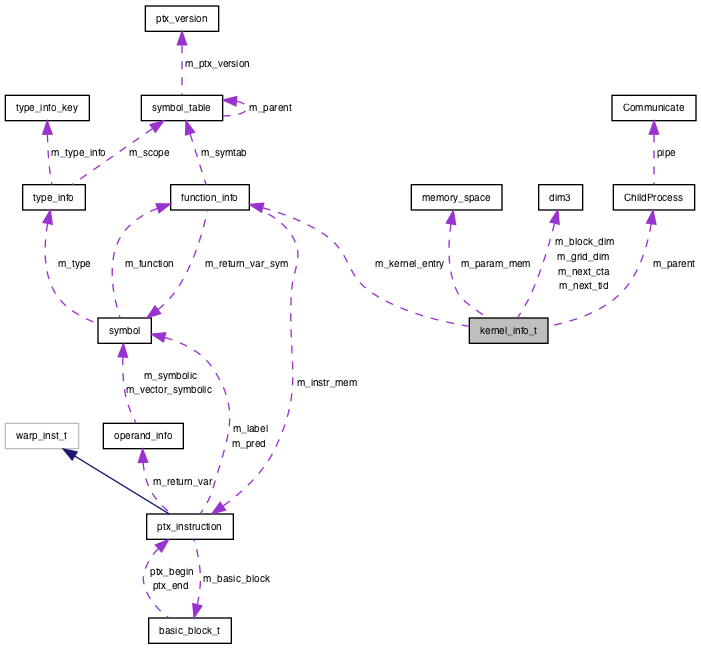 ptx_version
m_ptx_version
type_info_key
symbol_table
m_parent
Communicate
m_type_info
m_scope
m_symtab
pipe
type_info
function_info
memory_space
dim3
ChildProcess
m_type
m_function
m_return_var_sym
m_kernel_entry
m_param_mem
m_block_dim
m_grid_dim
m_next_cta
m_next_tid
m_parent
symbol
kernel_info_t
m_symbolic
m_vector_symbolic
m_instr_mem
warp_inst_t
operand_info
m_label
m_pred
m_return_var
ptx_instruction
ptx_begin
ptx_end
m_basic_block
basic_block_t